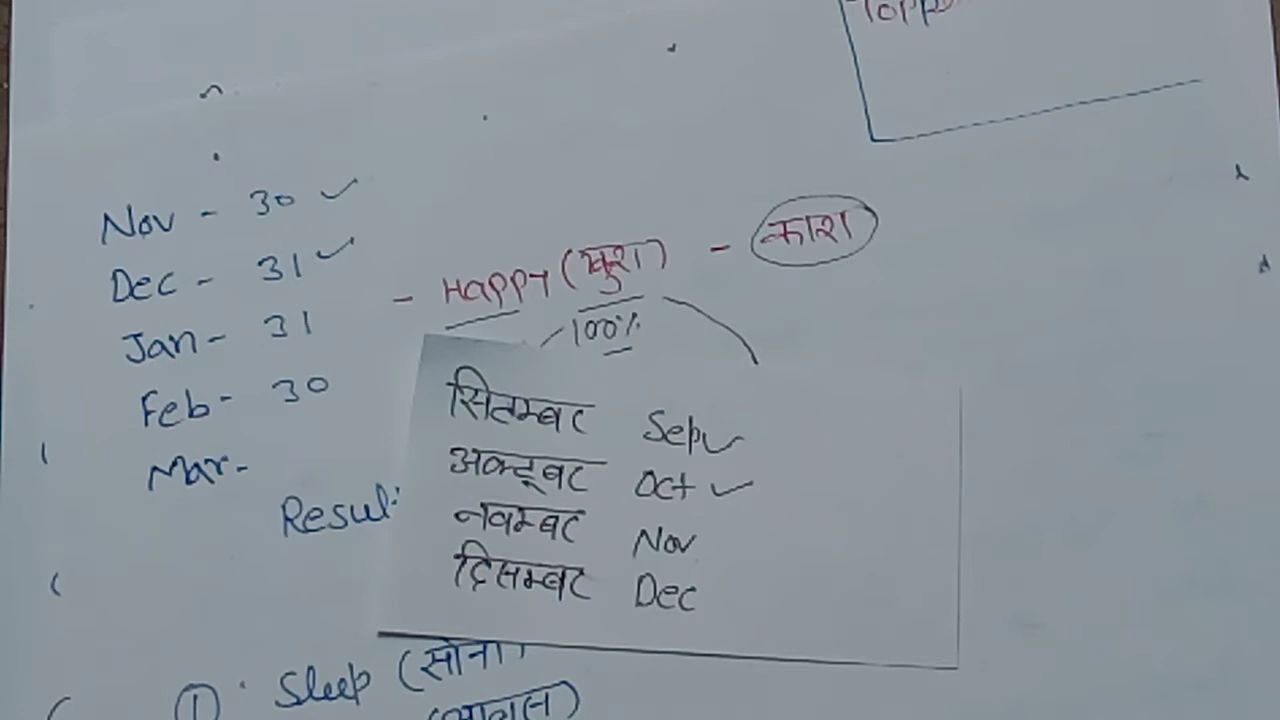 Nov - 30 ✓
Dec - 31 ✓
Jan - 31
Feb - 30
Mar-
- Happy (खुश) - काश
100%
सितम्बर Sep ✓
अक्टूबर Oct ✓
नवम्बर Nov
दिसम्बर Dec
① Sleep (सोना)